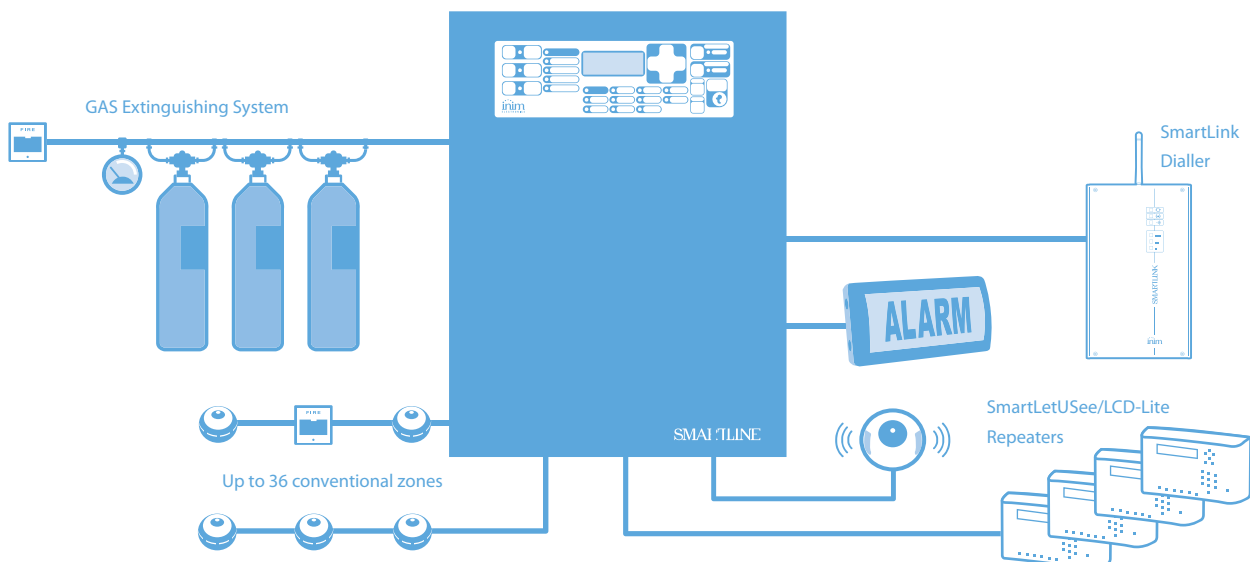 inim
GAS Extinguishing System
FIRE
SmartLink
Dialler
SMARTLINK
inim
ALARM
SMARTLINE
FIRE
SmartLetUSee/LCD-Lite
Repeaters
Up to 36 conventional zones